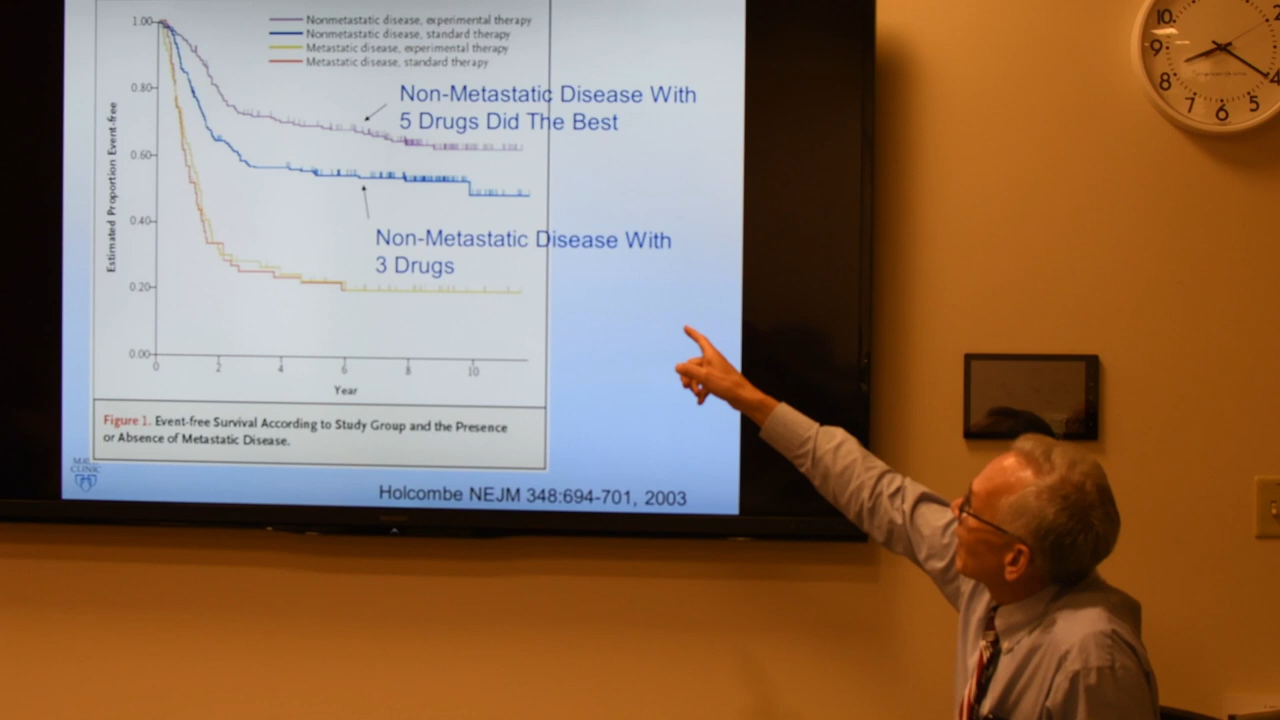 1.00
0.80
0.60
0.40
0.20
0.00
Estimated Proportion Event-free
Nonmetastatic disease, experimental therapy
Nonmetastatic disease, standard therapy
Metastatic disease, experimental therapy
Metastatic disease, standard therapy
Non-Metastatic Disease With
5 Drugs Did The Best
Non-Metastatic Disease With
3 Drugs
0 2 4 6 8 10
Year
Figure 1. Event-free Survival According to Study Group and the Presence
or Absence of Metastatic Disease.
CLINIC
Holcombe NEJM 348:694-701, 2003
10
9
8
7
6
5
4